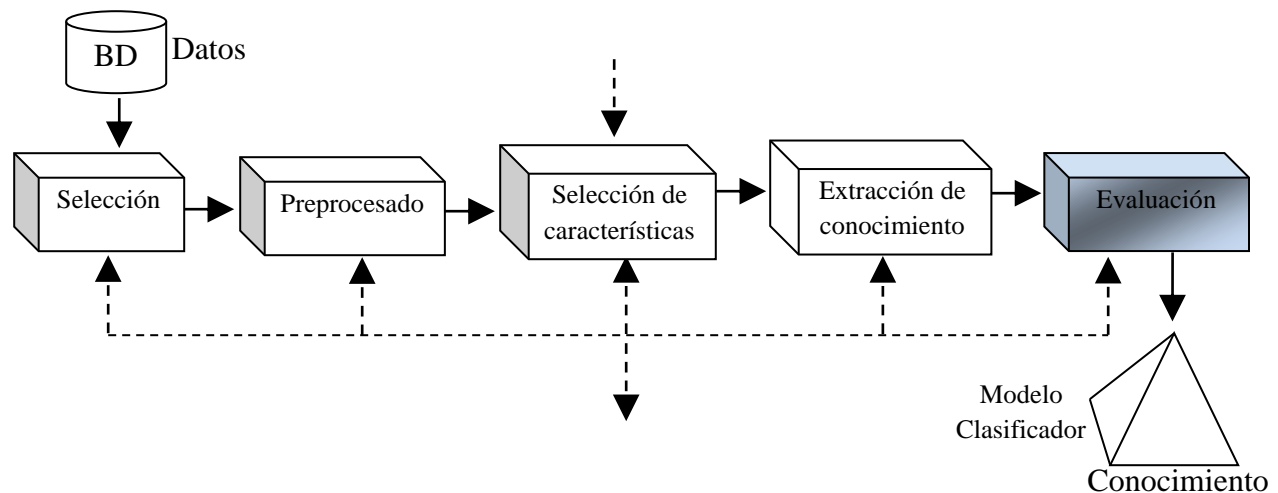 BD
Datos
Selección
Preprocesado
Selección de
características
Extracción de
conocimiento
Evaluación
Modelo
Clasificador
Conocimiento